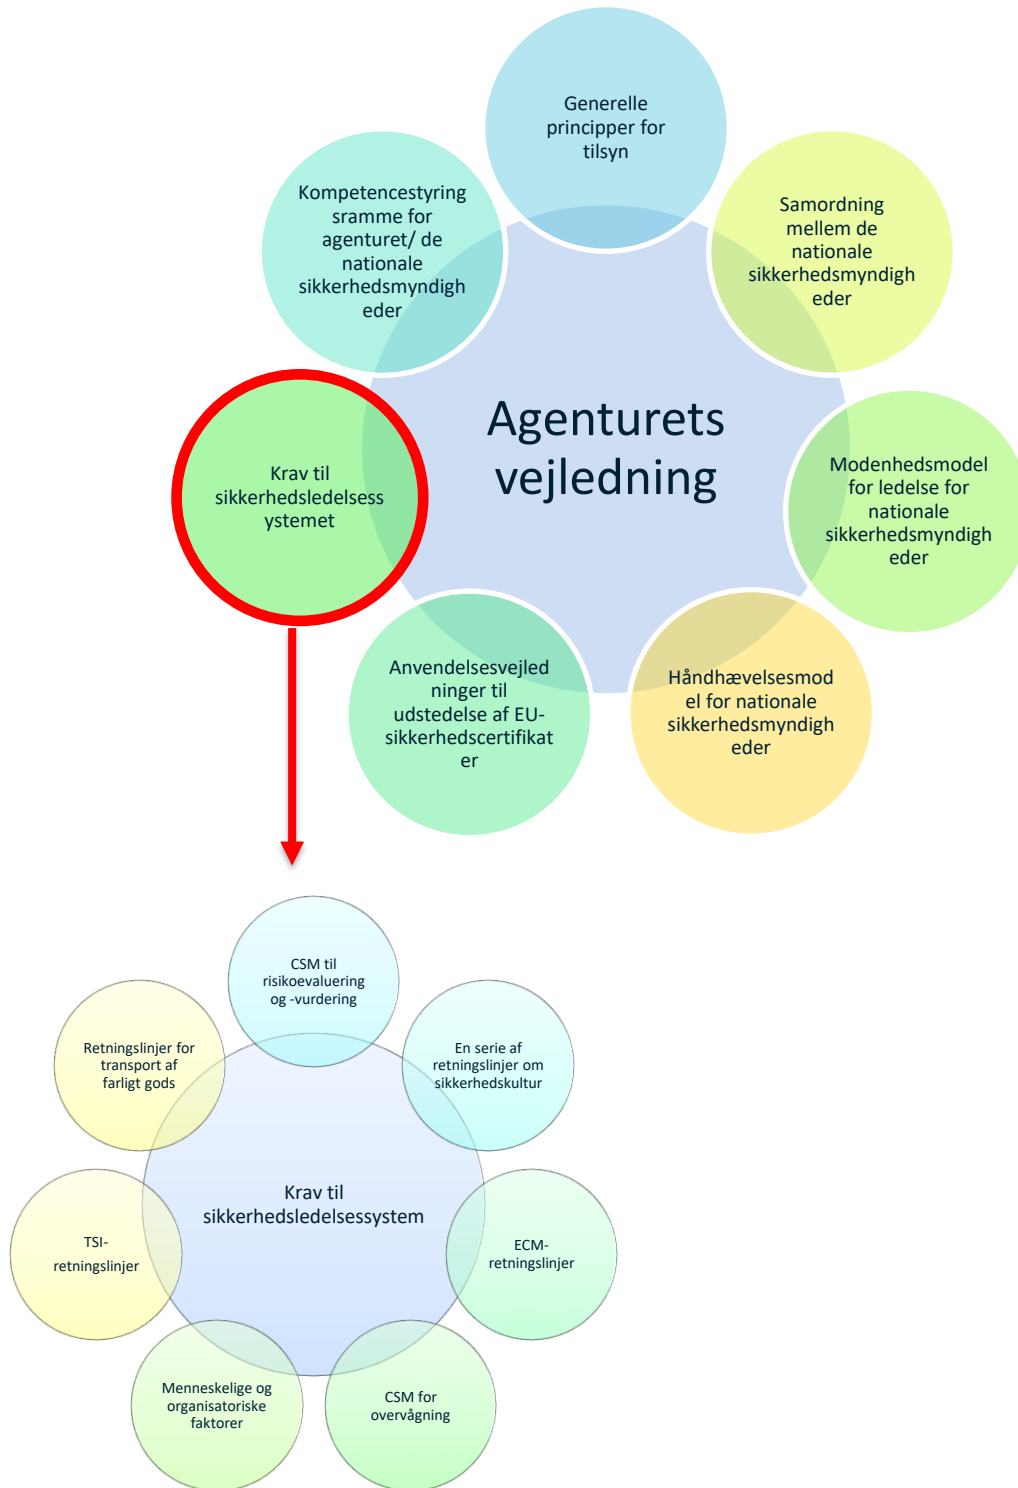 Generelle
principper for
tilsyn
Kompetencestyring
sramme for
agenturet/ de
nationale
sikkerhedsmyndigh
eder
Samordning
mellem de
nationale
sikkerhedsmyndigh
eder
Agenturets
vejledning
Krav til
sikkerhedsledelsess
ystemet
Modenhedsmodel
for ledelse for
nationale
sikkerhedsmyndigh
eder
Anvendelsesvejled
ninger til
udstedelse af EU-
sikkerhedscertifikat
er
Håndhævelsesmod
el for nationale
sikkerhedsmyndigh
eder
CSM til
risikoevaluering
og -vurdering
Retningslinjer for
transport af
farligt gods
En serie af
retningslinjer om
sikkerhedskultur
Krav til
sikkerhedsledelsessystem
TSI-
retningslinjer
ECM-
retningslinjer
Menneskelige og
organisatoriske
faktorer
CSM for
overvågning